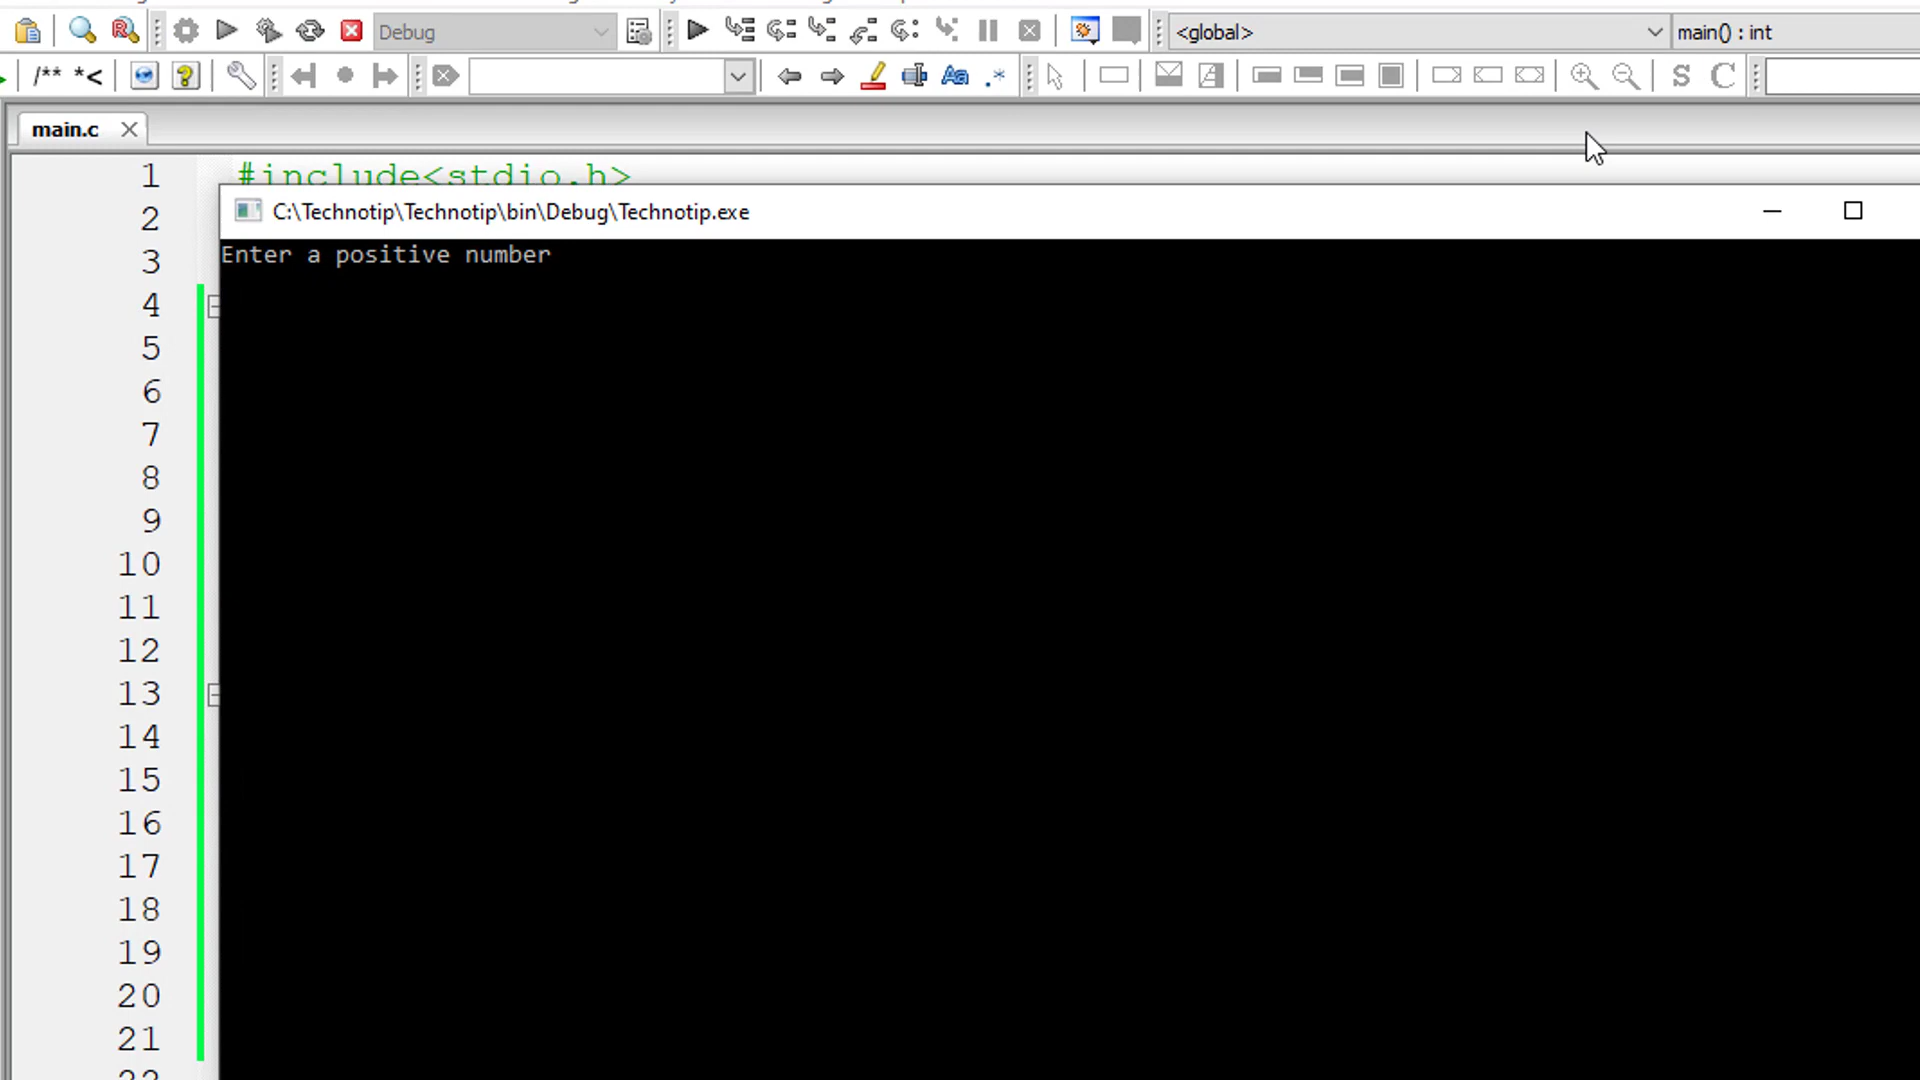 Debug
<global>
main() : int
/** *<
.*
S
C
main.c
1 #include<stdio.h>
2
C:\Technotip\Technotip\bin\Debug\Technotip.exe
3
Enter a positive number
4
5
6
7
8
9
10
11
12
13
14
15
16
17
18
19
20
21
22